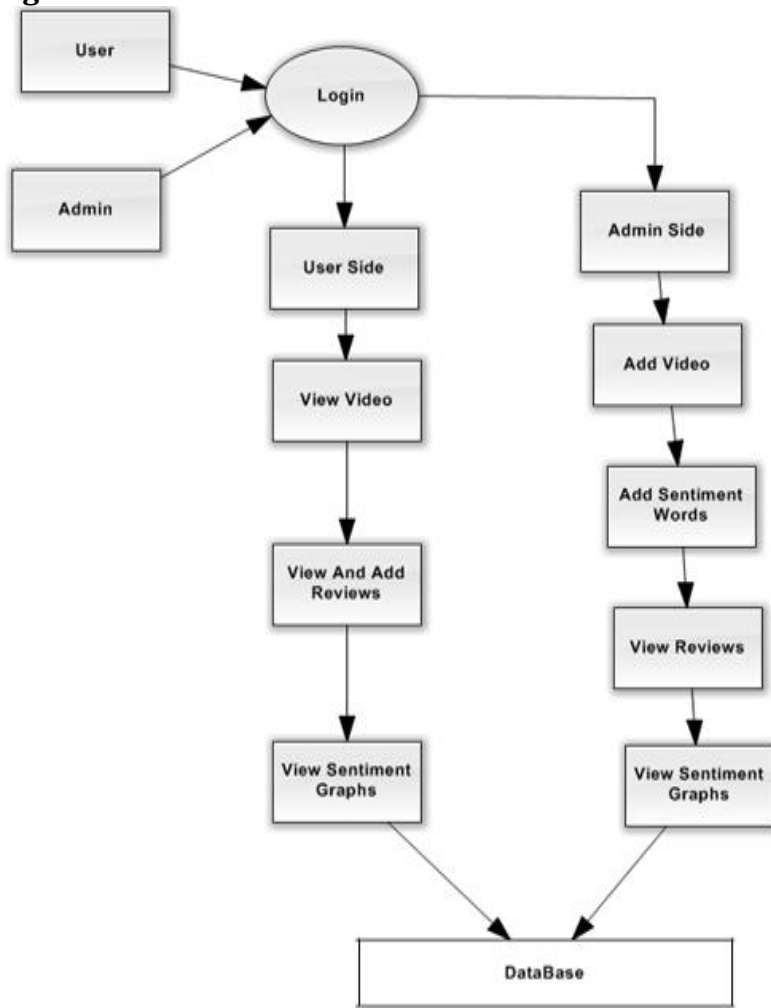 g
User
Login
Admin
Admin Side
User Side
Add Video
View Video
Add Sentiment
Words
View And Add
Reviews
View Reviews
View Sentiment
Graphs
View Sentiment
Graphs
DataBase